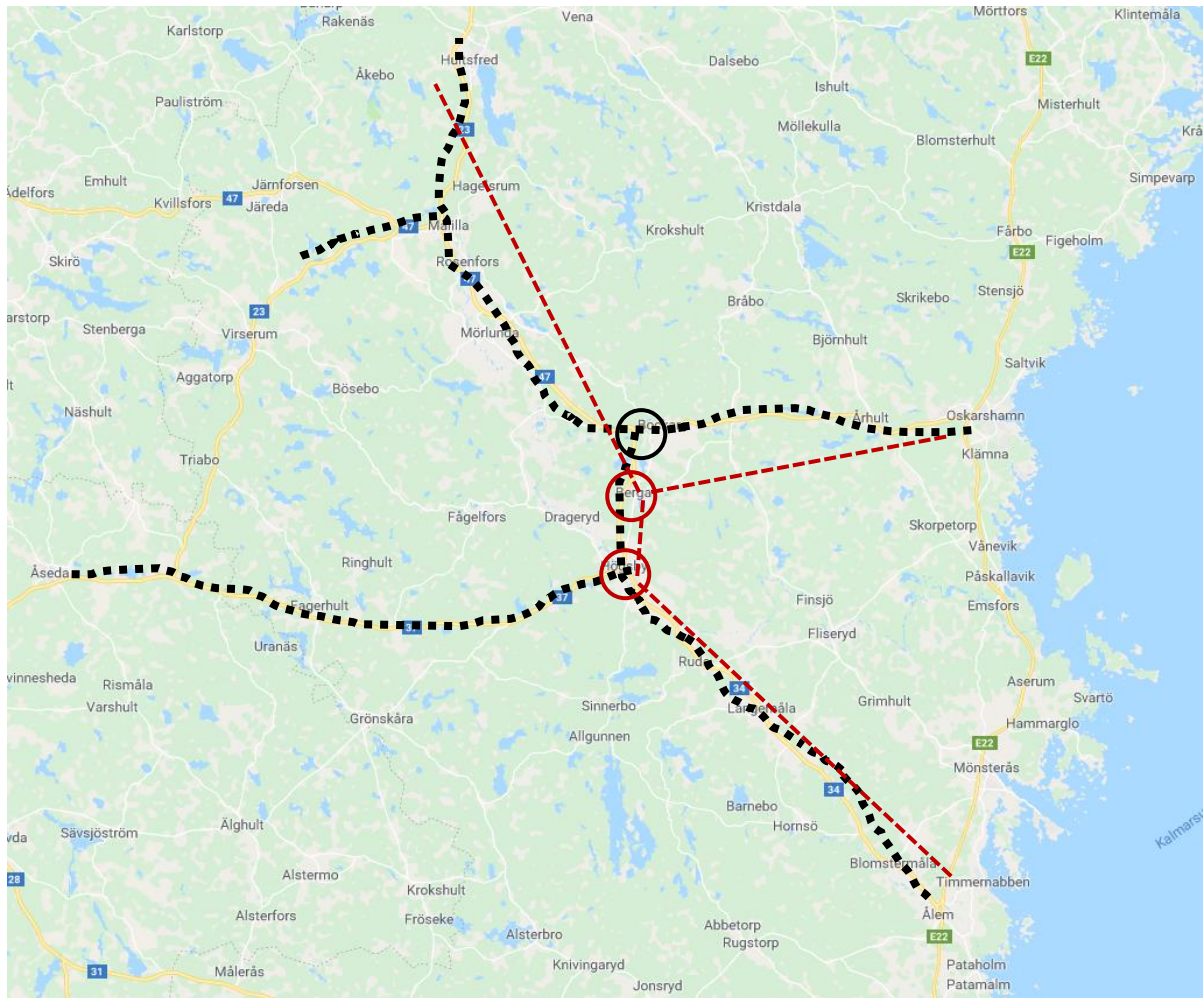 Karlstorp
Rakenäs
Vena
Mörtfors
Klintemåla
Hultsfred
Dalsebo
E22
Åkebo
Ishult
Pauliström
Misterhult
Möllekulla
23
Blomsterhult
Emhult
Järnforsen
Hagelsrum
Simpevarp
Ädelfors
Kvillsfors
47
Järeda
Kristdala
47
Målilla
Krokshult
Fårbo
Figeholm
Skirö
Rosenfors
E22
47
Stensjö
Skrikebo
Bråbo
23
Stenberga
Virserum
Mörlunda
Björnhult
Saltvik
Aggatorp
47
Bösebo
Näshult
Århult
Oskarshamn
Klämna
Triabo
Berga
Fågelfors
Drageryd
Skorpetorp
Vånevik
Ringhult
Högsby
Påskallavik
Åseda
37
Finsjö
Emsfors
Fagerhult
31
Fliseryd
Uranäs
Ruda
Aserum
Rismåla
34
Svartö
Varshult
Sinnerbo
Långemåla
Grimhult
Grönskåra
Hammarglo
Allgunnen
E22
Mönsterås
34
Barnebo
Älghult
Hornsö
Sävsjöström
Blomstermåla
28
Alstermo
Krokshult
Timmernabben
Alsterfors
Fröseke
Abbetorp
Ålem
Alsterbro
Rugstorp
E22
31
Målerås
Knivingaryd
Pataholm
Jonsryd
Patamalm